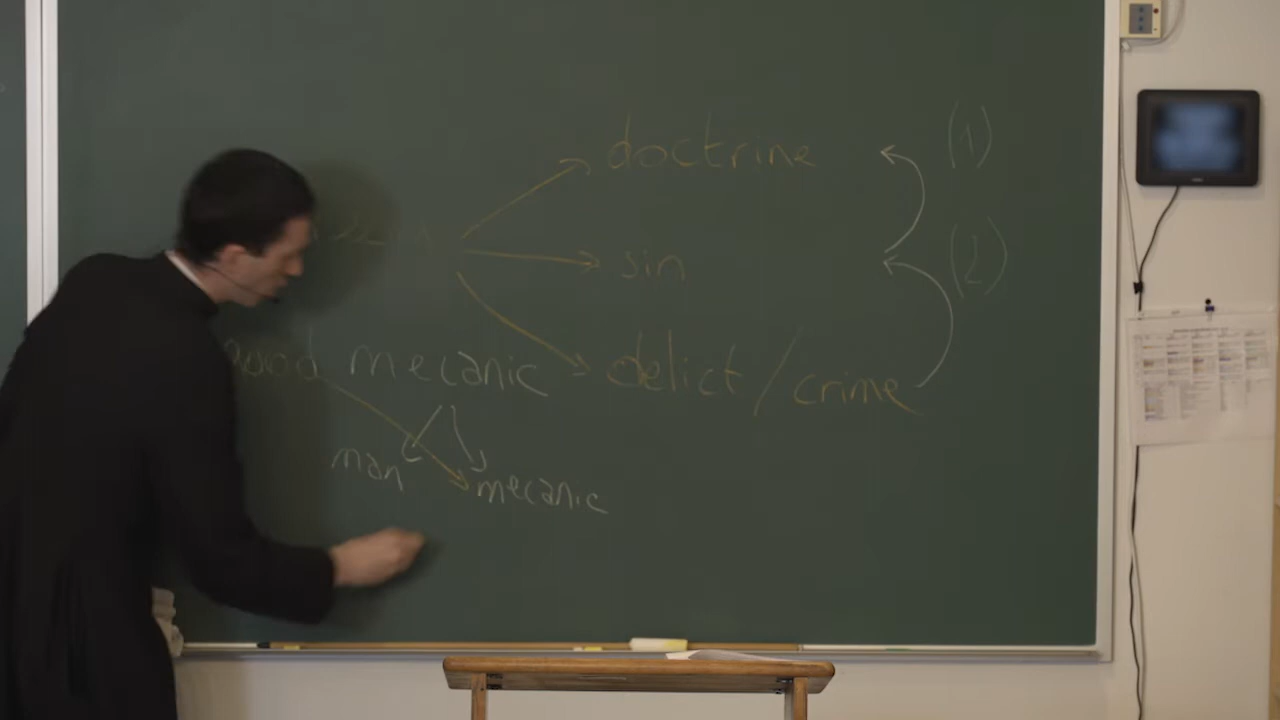 doctrine (1)
sin (2)
mecanic delict / crime
man mecanic